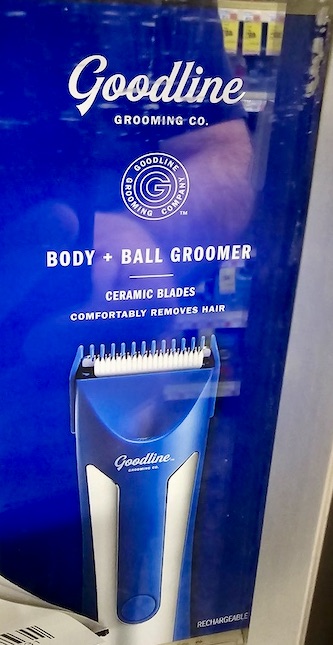 Goodline
GROOMING CO.
GOODLINE GROOMING COMPANY
G
TM
BODY + BALL GROOMER
CERAMIC BLADES
COMFORTABLY REMOVES HAIR
Goodline
GROOMING CO.
RECHARGEABLE